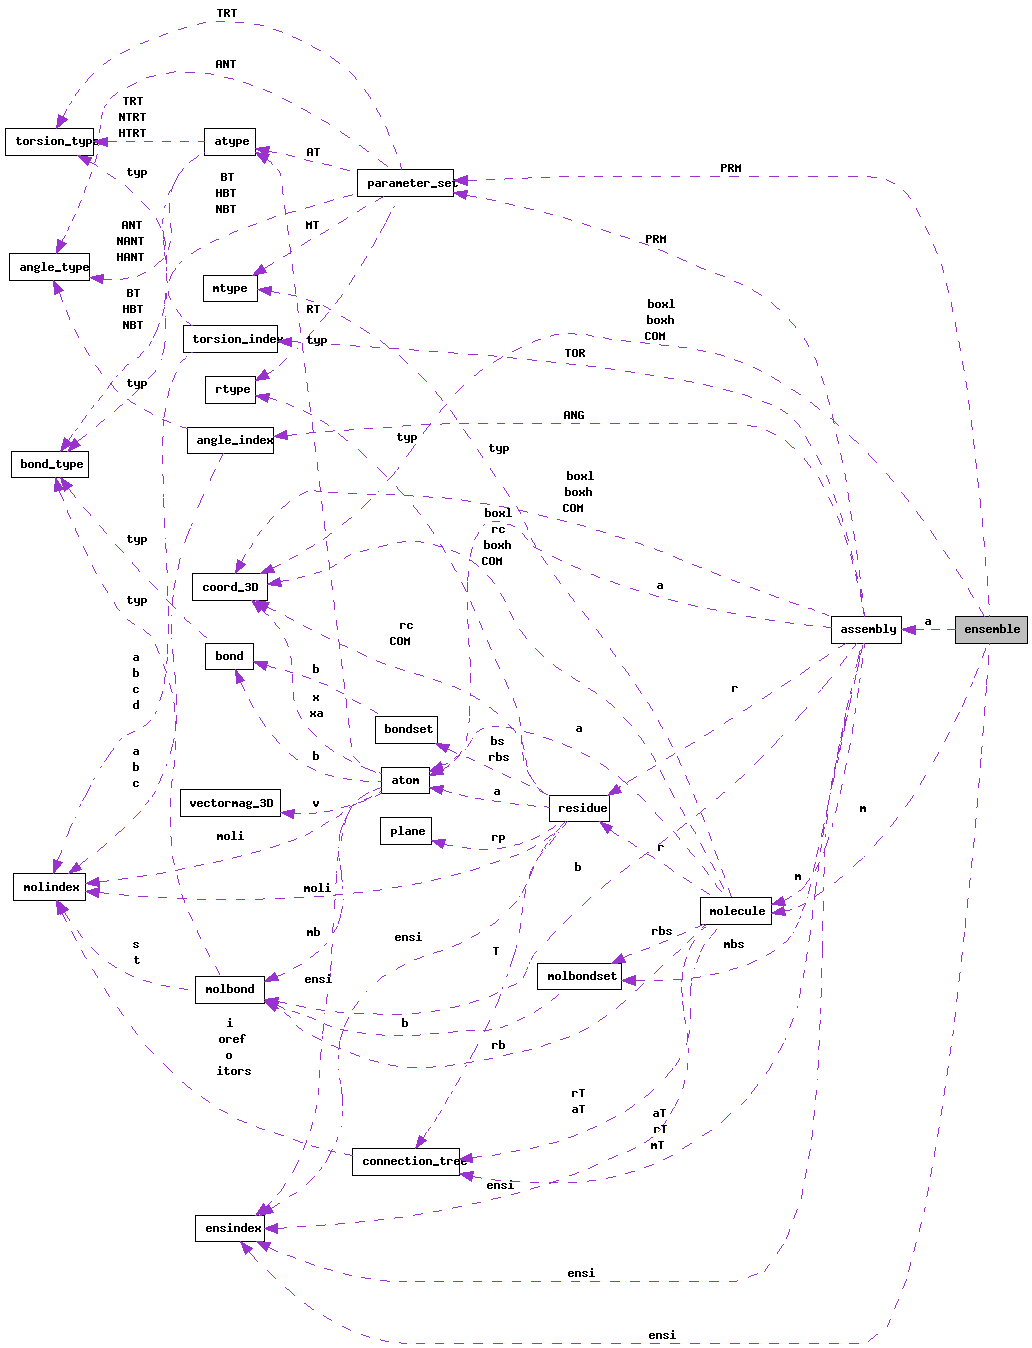 TRT
ANT
TRT
NTRT
HTRT
torsion_type
atype
AT
PRM
typ
BT
HBT
NBT
parameter_set
ANT
NANT
HANT
MT
PRM
angle_type
mtype
BT
HBT
NBT
RT
boxl
boxh
COM
torsion_index
typ
TOR
typ
rtype
ANG
angle_index
typ
typ
bond_type
boxl
boxh
COM
boxl
rc
boxh
COM
typ
coord_3D
a
typ
rc
COM
assembly
a
ensemble
a
b
c
d
bond
b
r
x
xa
bondset
a
bs
rbs
a
b
c
b
atom
a
vectormag_3D
v
residue
m
plane
rp
moli
r
b
m
molindex
moli
molecule
mb
ensi
rbs
mbs
s
t
T
ensi
molbondset
molbond
i
oref
o
itors
b
rb
rT
aT
aT
rT
mT
connection_tree
ensi
ensindex
ensi
ensi